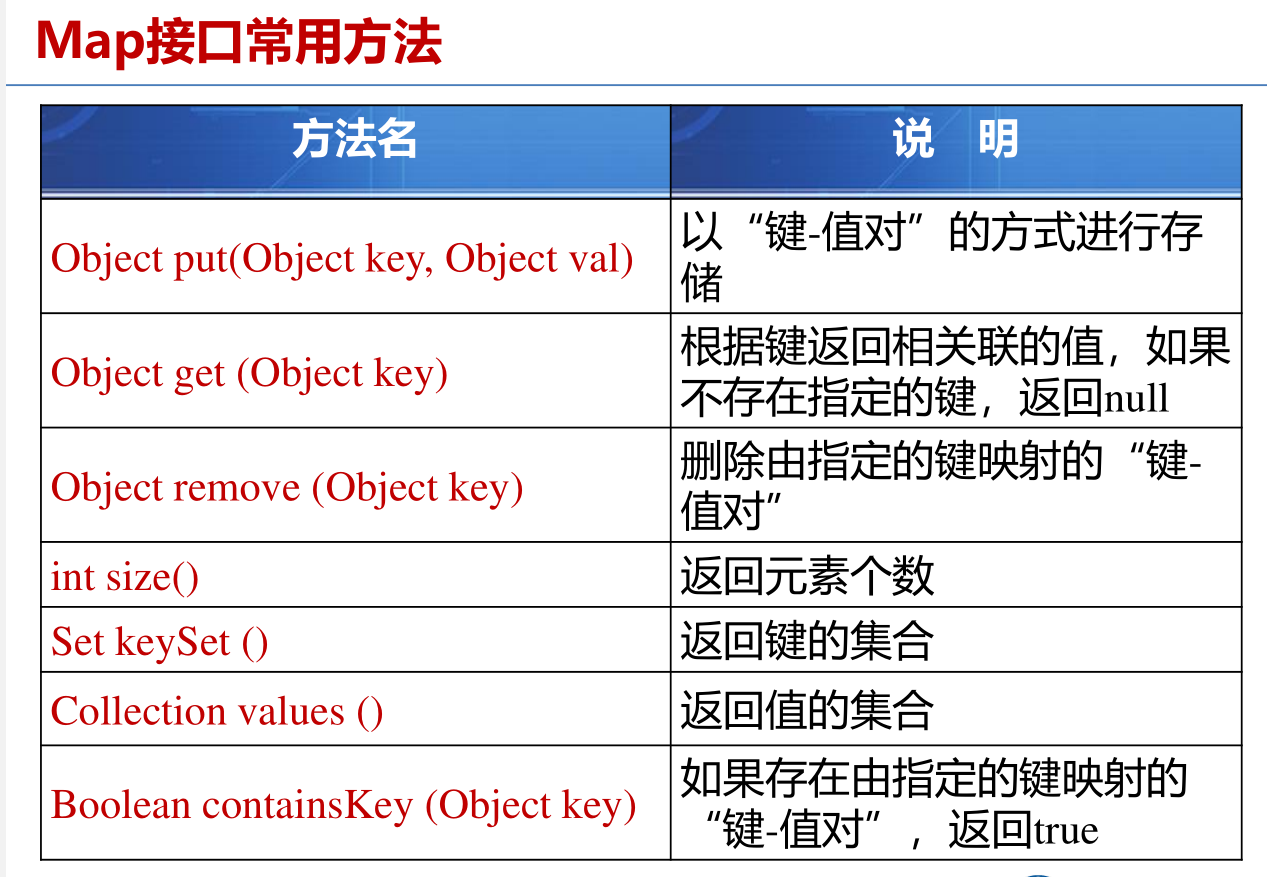 Map接口常用方法
方法名
说 明
Object put(Object key, Object val)
以“键-值对”的方式进行存
储
Object get (Object key)
根据键返回相关联的值，如果
不存在指定的键，返回null
Object remove (Object key)
删除由指定的键映射的“键-
值对”
int size()
返回元素个数
Set keySet ()
返回键的集合
Collection values ()
返回值的集合
Boolean containsKey (Object key)
如果存在由指定的键映射的
“键-值对” ，返回true